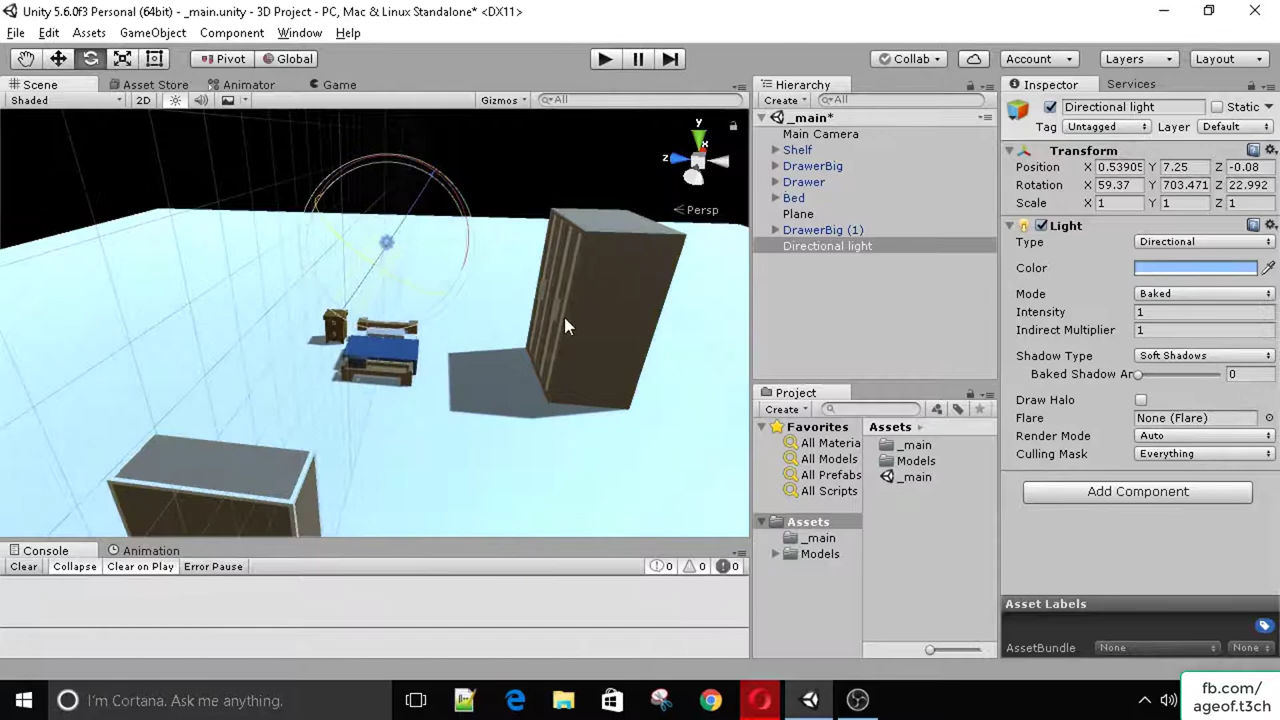 Unity 5.6.0f3 Personal (64bit) - _main.unity - 3D Project - PC, Mac & Linux Standalone* <DX11>
File Edit Assets GameObject Component Window Help
Pivot Global Collab Account Layers Layout
Scene Asset Store Animator Game
Shaded 2D Gizmos All
y
x
z
Persp
Hierarchy
Create All
_main*
Main Camera
Shelf
DrawerBig
Drawer
Bed
Plane
DrawerBig (1)
Directional light
Project
Create
Favorites
All Materia
All Models
All Prefabs
All Scripts
Assets
_main
Models
Assets
_main
Models
_main
Inspector Services
Directional light Static
Tag Untagged Layer Default
Transform
Position X 0.53905 Y 7.25 Z -0.08
Rotation X 59.37 Y 703.471 Z 22.992
Scale X 1 Y 1 Z 1
Light
Type Directional
Color
Mode Baked
Intensity 1
Indirect Multiplier 1
Shadow Type Soft Shadows
Baked Shadow An 0
Draw Halo
Flare None (Flare)
Render Mode Auto
Culling Mask Everything
Add Component
Asset Labels
AssetBundle None None
Console Animation
Clear Collapse Clear on Play Error Pause 0 0 0
I'm Cortana. Ask me anything.
fb.com/
ageof.t3ch